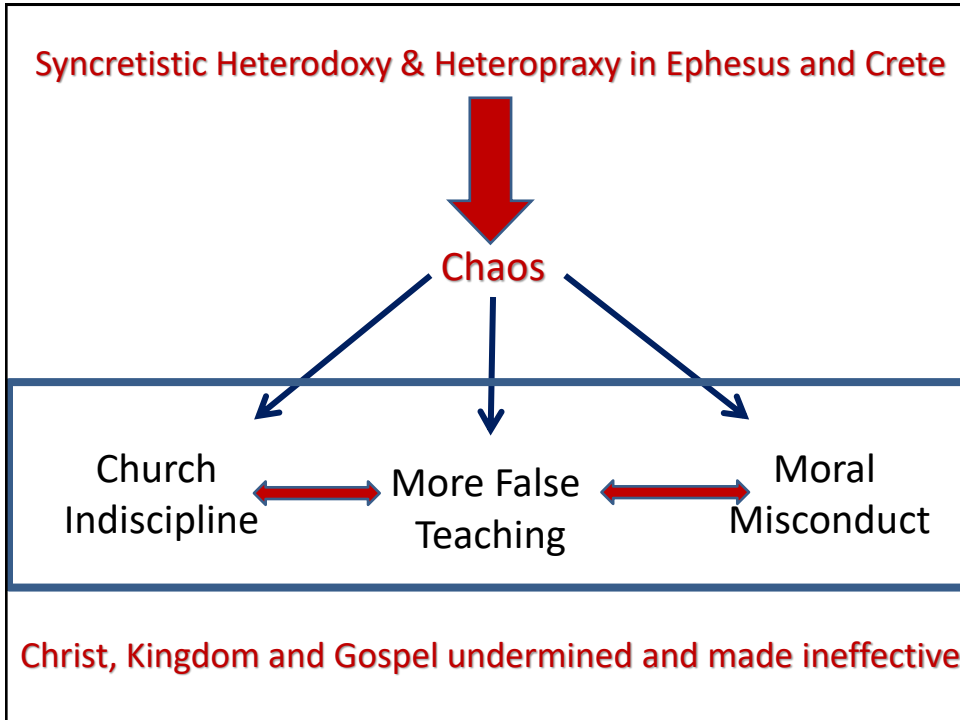 Syncretistic Heterodoxy & Heteropraxy in Ephesus and Crete
Chaos
Church
Indiscipline
More False
Teaching
Moral
Misconduct
Christ, Kingdom and Gospel undermined and made ineffective